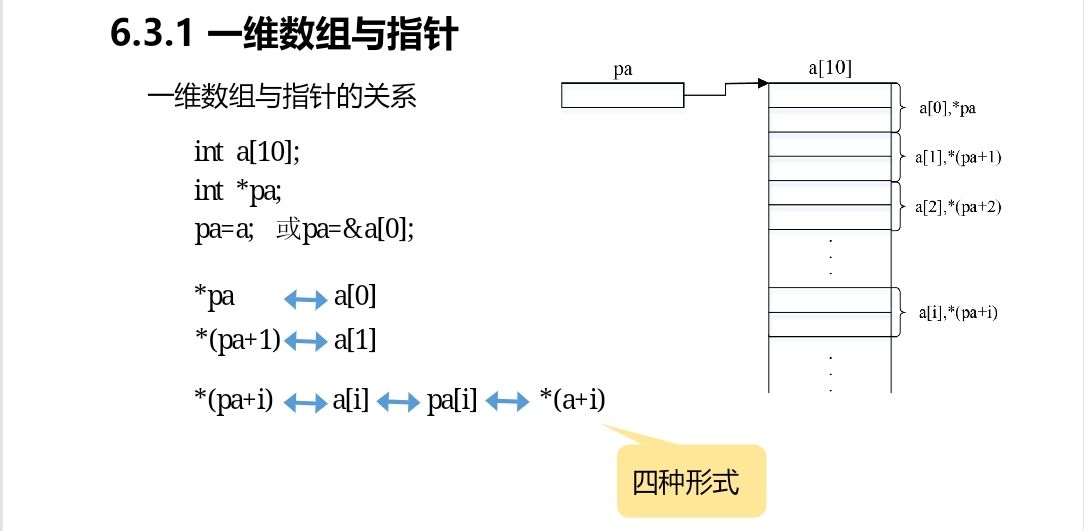 6.3.1 一维数组与指针
一维数组与指针的关系
int a[10];
int *pa;
pa=a; 或pa=&a[0];
*pa a[0]
*(pa+1) a[1]
*(pa+i) a[i] pa[i] *(a+i)
四种形式
pa
a[10]
a[0],*pa
a[1],*(pa+1)
a[2],*(pa+2)
a[i],*(pa+i)